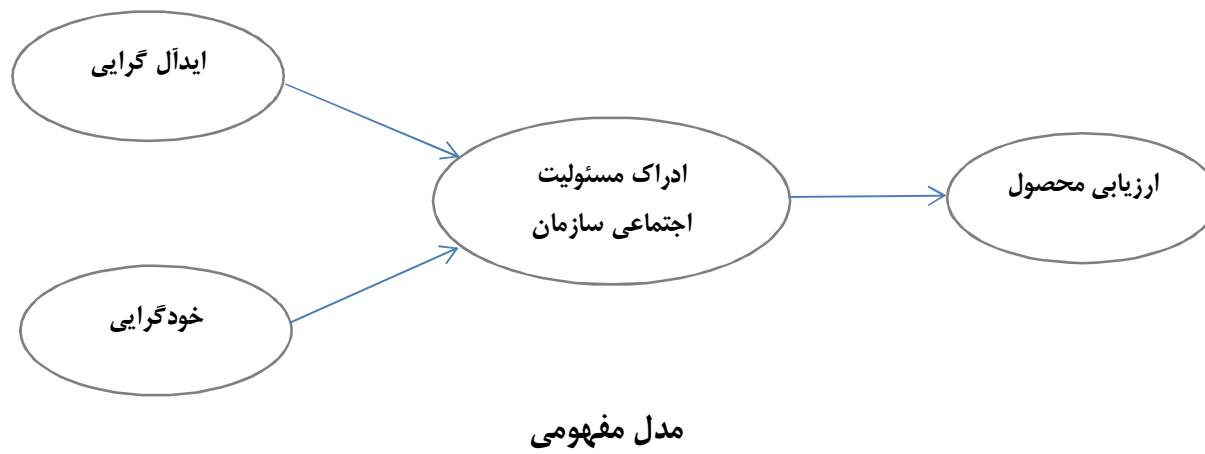 ایدآل گرایی
ادراک مسئولیت
اجتماعی سازمان
ارزیابی محصول
خودگرایی
مدل مفهومی